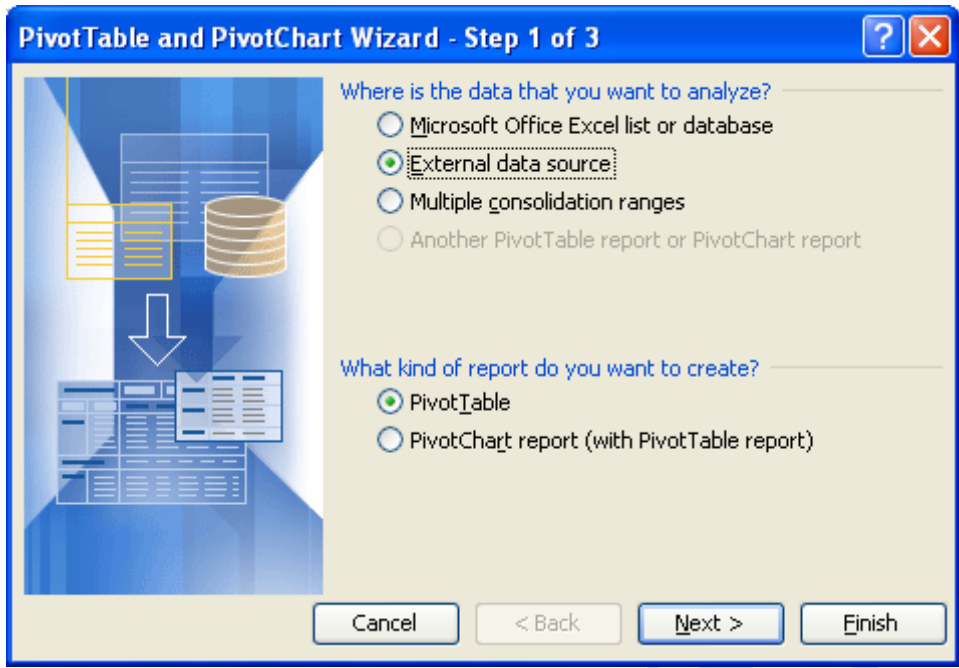 PivotTable and PivotChart Wizard - Step 1 of 3
Where is the data that you want to analyze?
Microsoft Office Excel list or database
External data source
Multiple consolidation ranges
Another PivotTable report or PivotChart report
What kind of report do you want to create?
PivotTable
PivotChart report (with PivotTable report)
Cancel < Back Next > Finish